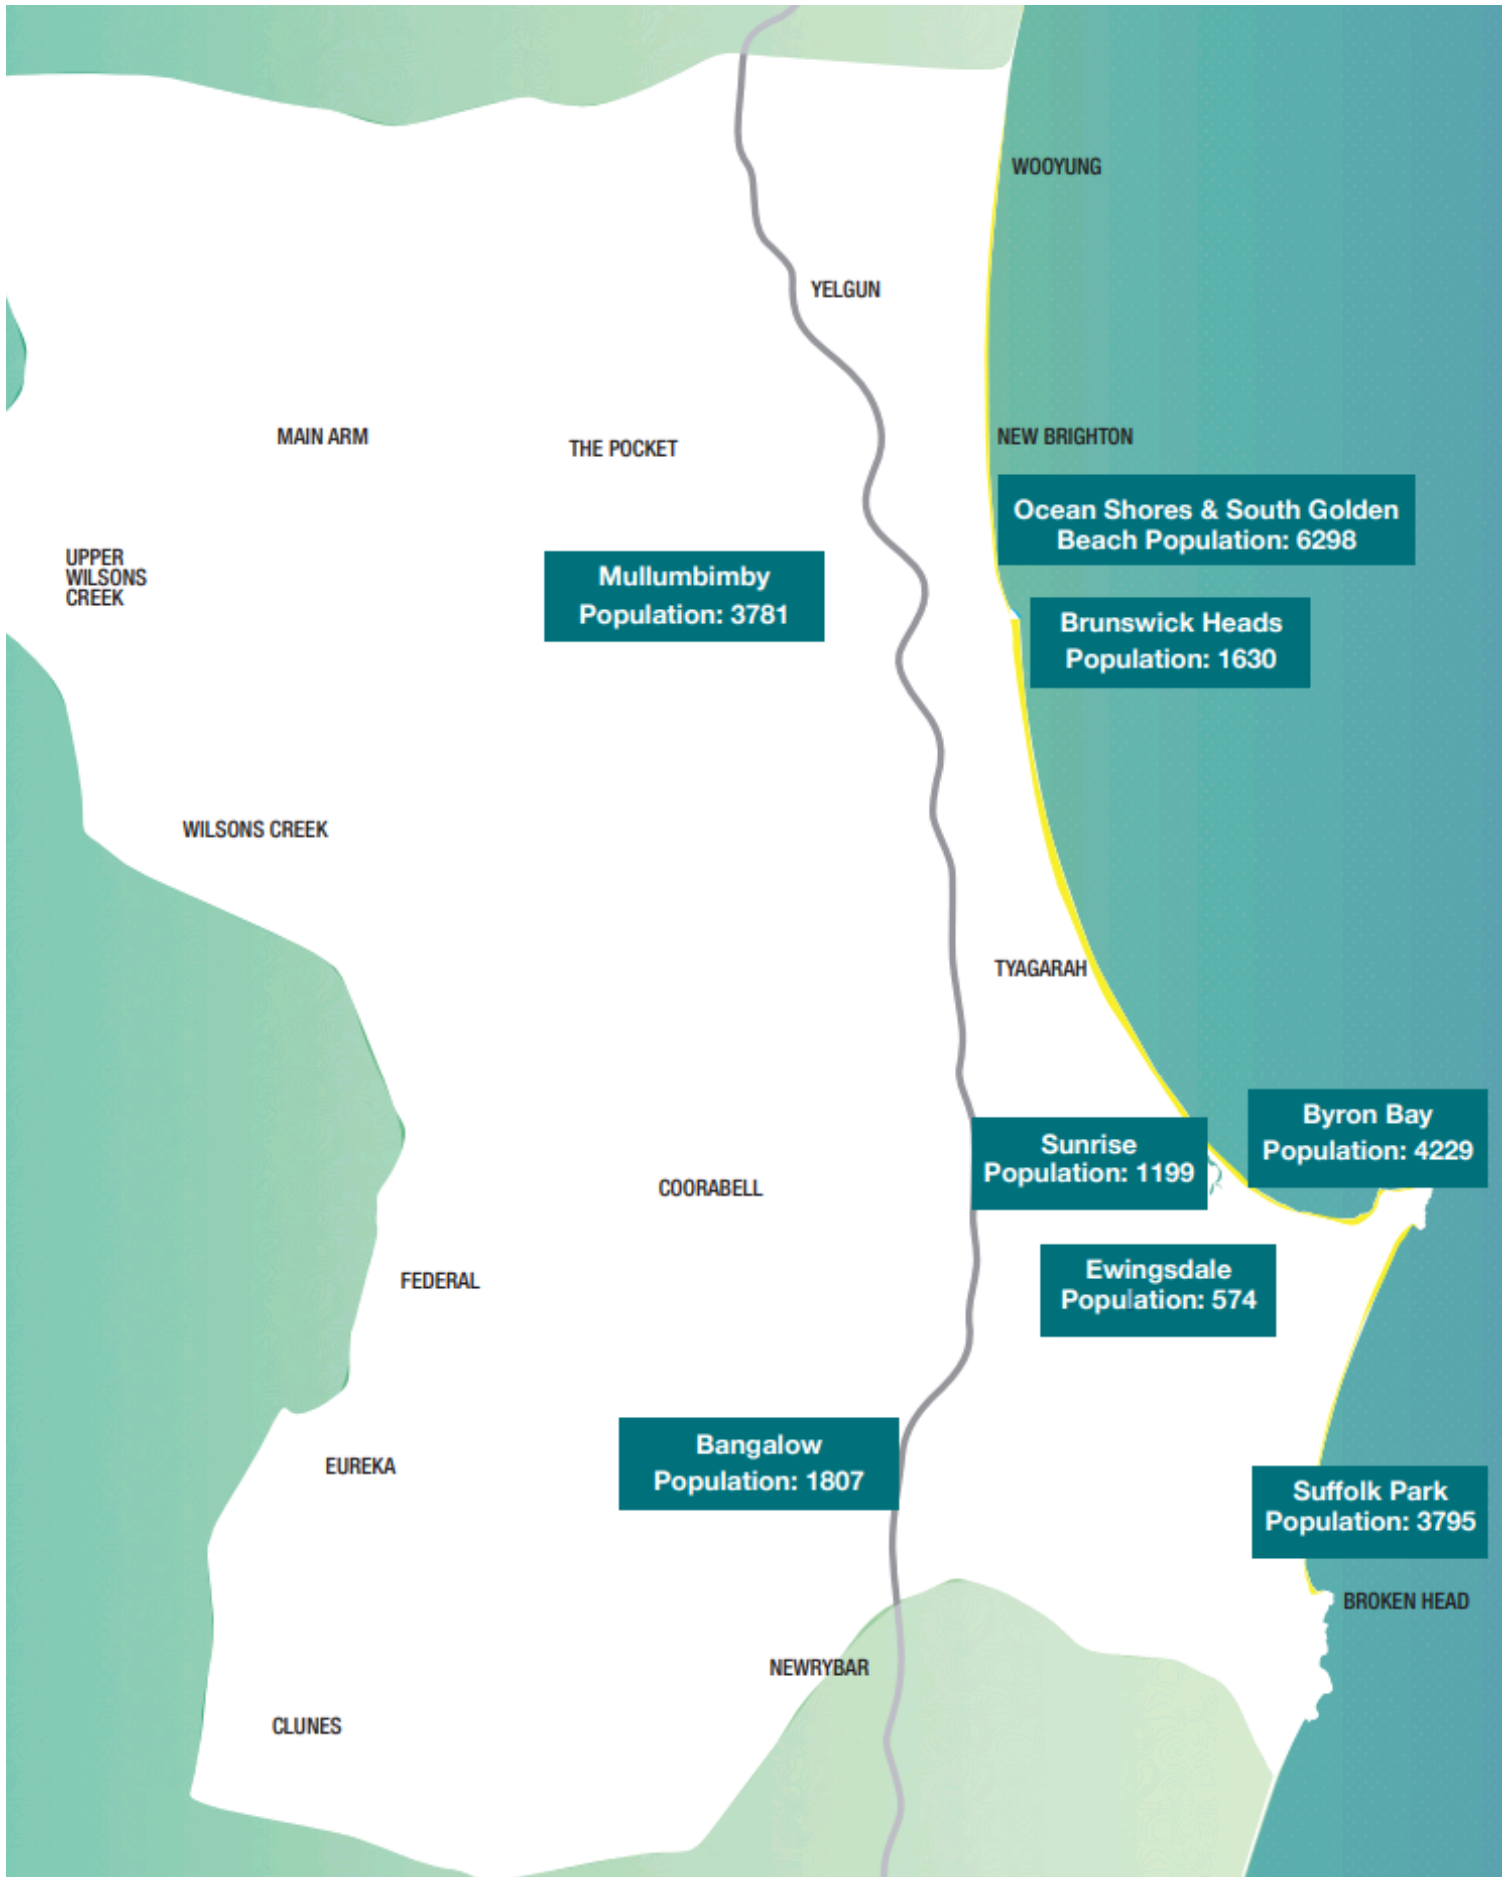 WOOYUNG
YELGUN
MAIN ARM
THE POCKET
NEW BRIGHTON
Ocean Shores & South Golden
Beach Population: 6298
UPPER
WILSONS
CREEK
Mullumbimby
Population: 3781
Brunswick Heads
Population: 1630
WILSONS CREEK
TYAGARAH
Byron Bay
Population: 4229
Sunrise
Population: 1199
COORABELL
FEDERAL
Ewingsdale
Population: 574
Bangalow
Population: 1807
EUREKA
Suffolk Park
Population: 3795
BROKEN HEAD
NEWRYBAR
CLUNES